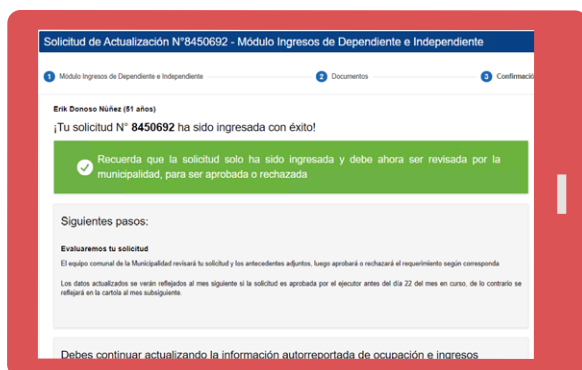 Solicitud de Actualización N°8450692 - Módulo Ingresos de Dependiente e Independiente
1 Módulo Ingresos de Dependiente e Independiente
2 Documentos
3 Confirmació
Erik Donoso Núñez (51 años)
¡Tu solicitud N° 8450692 ha sido ingresada con éxito!
Recuerda que la solicitud solo ha sido ingresada y debe ahora ser revisada por la
municipalidad, para ser aprobada o rechazada
Siguientes pasos:
Evaluaremos tu solicitud
El equipo comunal de la Municipalidad revisará tu solicitud y los antecedentes adjuntos, luego aprobará o rechazará el requerimiento según corresponda
Los datos actualizados se verán reflejados al mes siguiente si la solicitud es aprobada por el ejecutor antes del día 22 del mes en curso, de lo contrario se
reflejará en la cartola al mes subsiguiente.
Debes continuar actualizando la información autorreportada de ocupación e ingresos